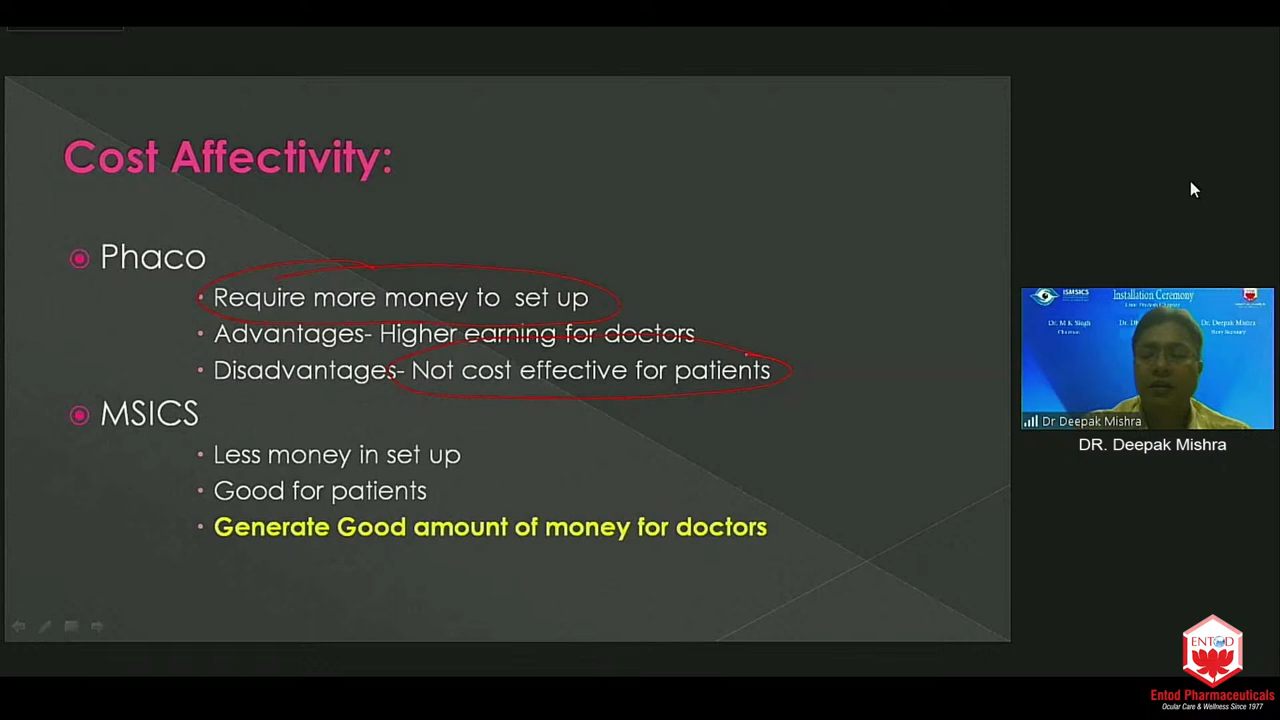 Cost Affectivity:
Phaco
Require more money to set up
Advantages- Higher earning for doctors
Disadvantages- Not cost effective for patients
MSICS
Less money in set up
Good for patients
Generate Good amount of money for doctors
ISMSICS
Installation Ceremony
Dr. M K Singh
Dr. Deepak Mishra
Dr Deepak Mishra
DR. Deepak Mishra
ENTOD
Entod Pharmaceuticals
Ocular Care & Wellness Since 1977